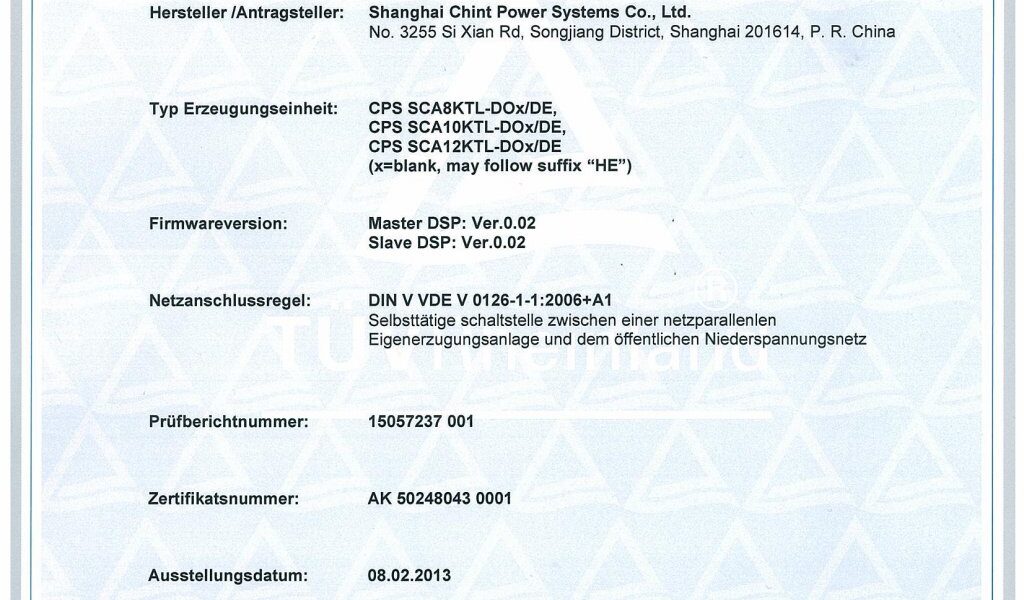 Hersteller /Antragsteller: Shanghai Chint Power Systems Co., Ltd.
No. 3255 Si Xian Rd, Songjiang District, Shanghai 201614, P. R. China
Typ Erzeugungseinheit: CPS SCA8KTL-DOx/DE,
CPS SCA10KTL-DOx/DE,
CPS SCA12KTL-DOx/DE
(x=blank, may follow suffix “HE”)
Firmwareversion: Master DSP: Ver.0.02
Slave DSP: Ver.0.02
Netzanschlussregel: DIN V VDE V 0126-1-1:2006+A1
Selbsttätige schaltstelle zwischen einer netzparallenlen
Eigenerzugungsanlage und dem öffentlichen Niederspannungsnetz
TÜVRheinland
®
Prüfberichtnummer: 15057237 001
Zertifikatsnummer: AK 50248043 0001
Ausstellungsdatum: 08.02.2013